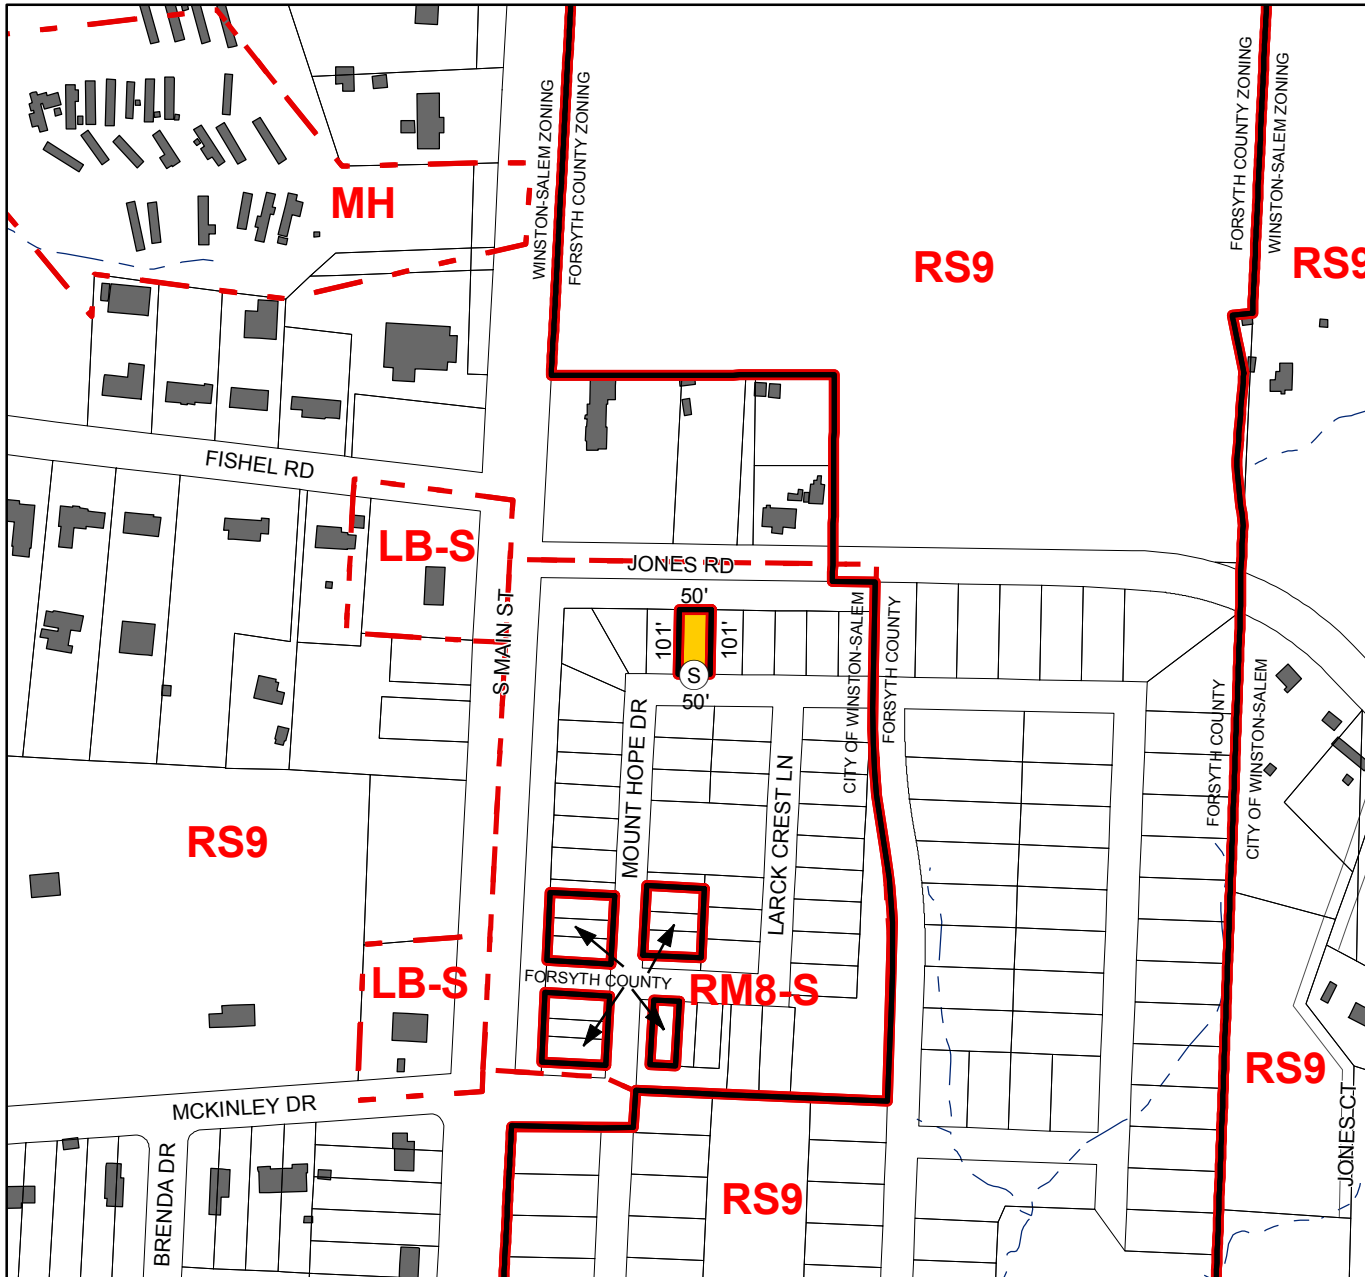 WINSTON-SALEM ZONING
FORSYTH COUNTY ZONING
FORSYTH COUNTY ZONING
WINSTON-SALEM ZONING
MH
RS9
RS9
FISHEL RD
LB-S
JONES RD
50'
101'
101'
S
50'
S MAIN ST
CITY OF WINSTON-SALEM
FORSYTH COUNTY
FORSYTH COUNTY
CITY OF WINSTON-SALEM
MOUNT HOPE DR
LARCK CREST LN
RS9
LB-S
FORSYTH COUNTY
RM8-S
RS9
MCKINLEY DR
BRENDA DR
JONES CT
RS9